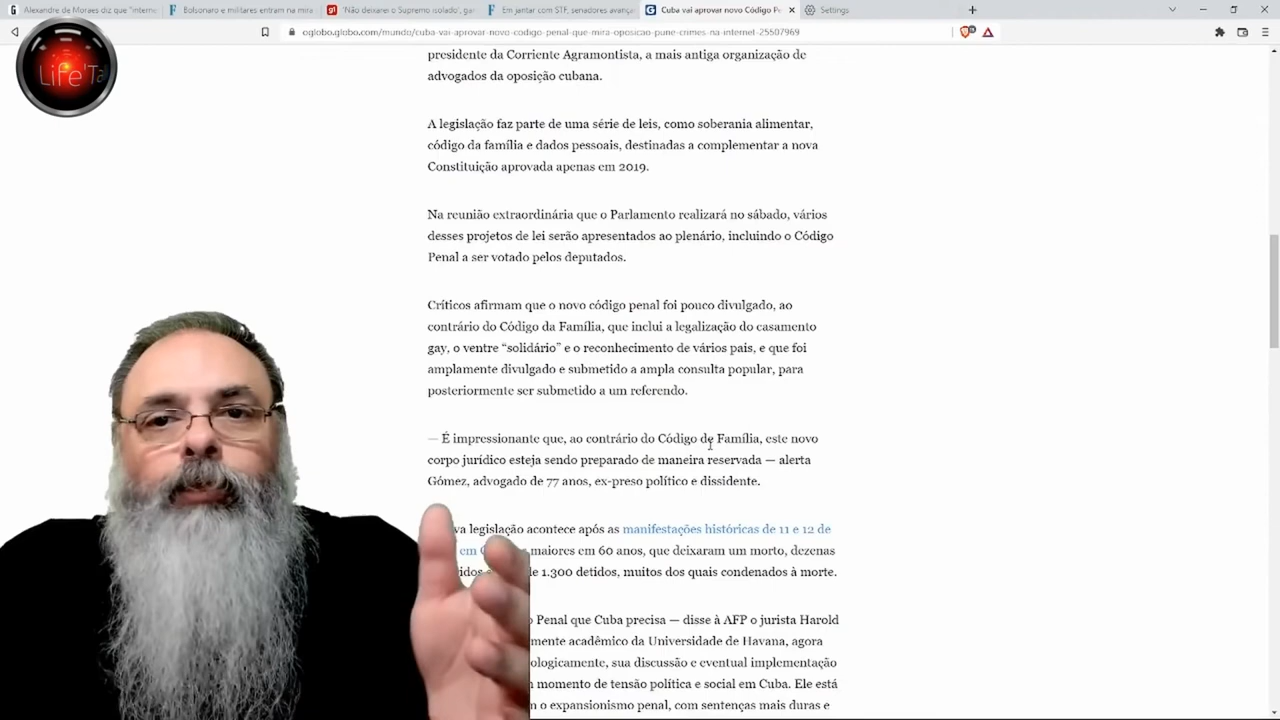 Alexandre de Moraes diz que "intern
Bolsonaro e militares entram na mira
'Não deixarei o Supremo isolado', gar
Em jantar com STF, senadores avança
Cuba vai aprovar novo Código Pe
Settings
oglobo.globo.com/mundo/cuba-vai-aprovar-novo-codigo-penal-que-mira-oposicao-pune-crimes-na-internet-25507969
Life'Ta
presidente da Corriente Agramontista, a mais antiga organização de
advogados da oposição cubana.
A legislação faz parte de uma série de leis, como soberania alimentar,
código da família e dados pessoais, destinadas a complementar a nova
Constituição aprovada apenas em 2019.
Na reunião extraordinária que o Parlamento realizará no sábado, vários
desses projetos de lei serão apresentados ao plenário, incluindo o Código
Penal a ser votado pelos deputados.
Críticos afirmam que o novo código penal foi pouco divulgado, ao
contrário do Código da Família, que inclui a legalização do casamento
gay, o ventre “solidário” e o reconhecimento de vários pais, e que foi
amplamente divulgado e submetido a ampla consulta popular, para
posteriormente ser submetido a um referendo.
— É impressionante que, ao contrário do Código de Família, este novo
corpo jurídico esteja sendo preparado de maneira reservada — alerta
Gómez, advogado de 77 anos, ex-preso político e dissidente.
va legislação acontece após as manifestações históricas de 11 e 12 de
em maiores em 60 anos, que deixaram um morto, dezenas
de 1.300 detidos, muitos dos quais condenados à morte.
Penal que Cuba precisa — disse à AFP o jurista Harold
mente acadêmico da Universidade de Havana, agora
ologicamente, sua discussão e eventual implementação
momento de tensão política e social em Cuba. Ele está
o expansionismo penal, com sentenças mais duras e